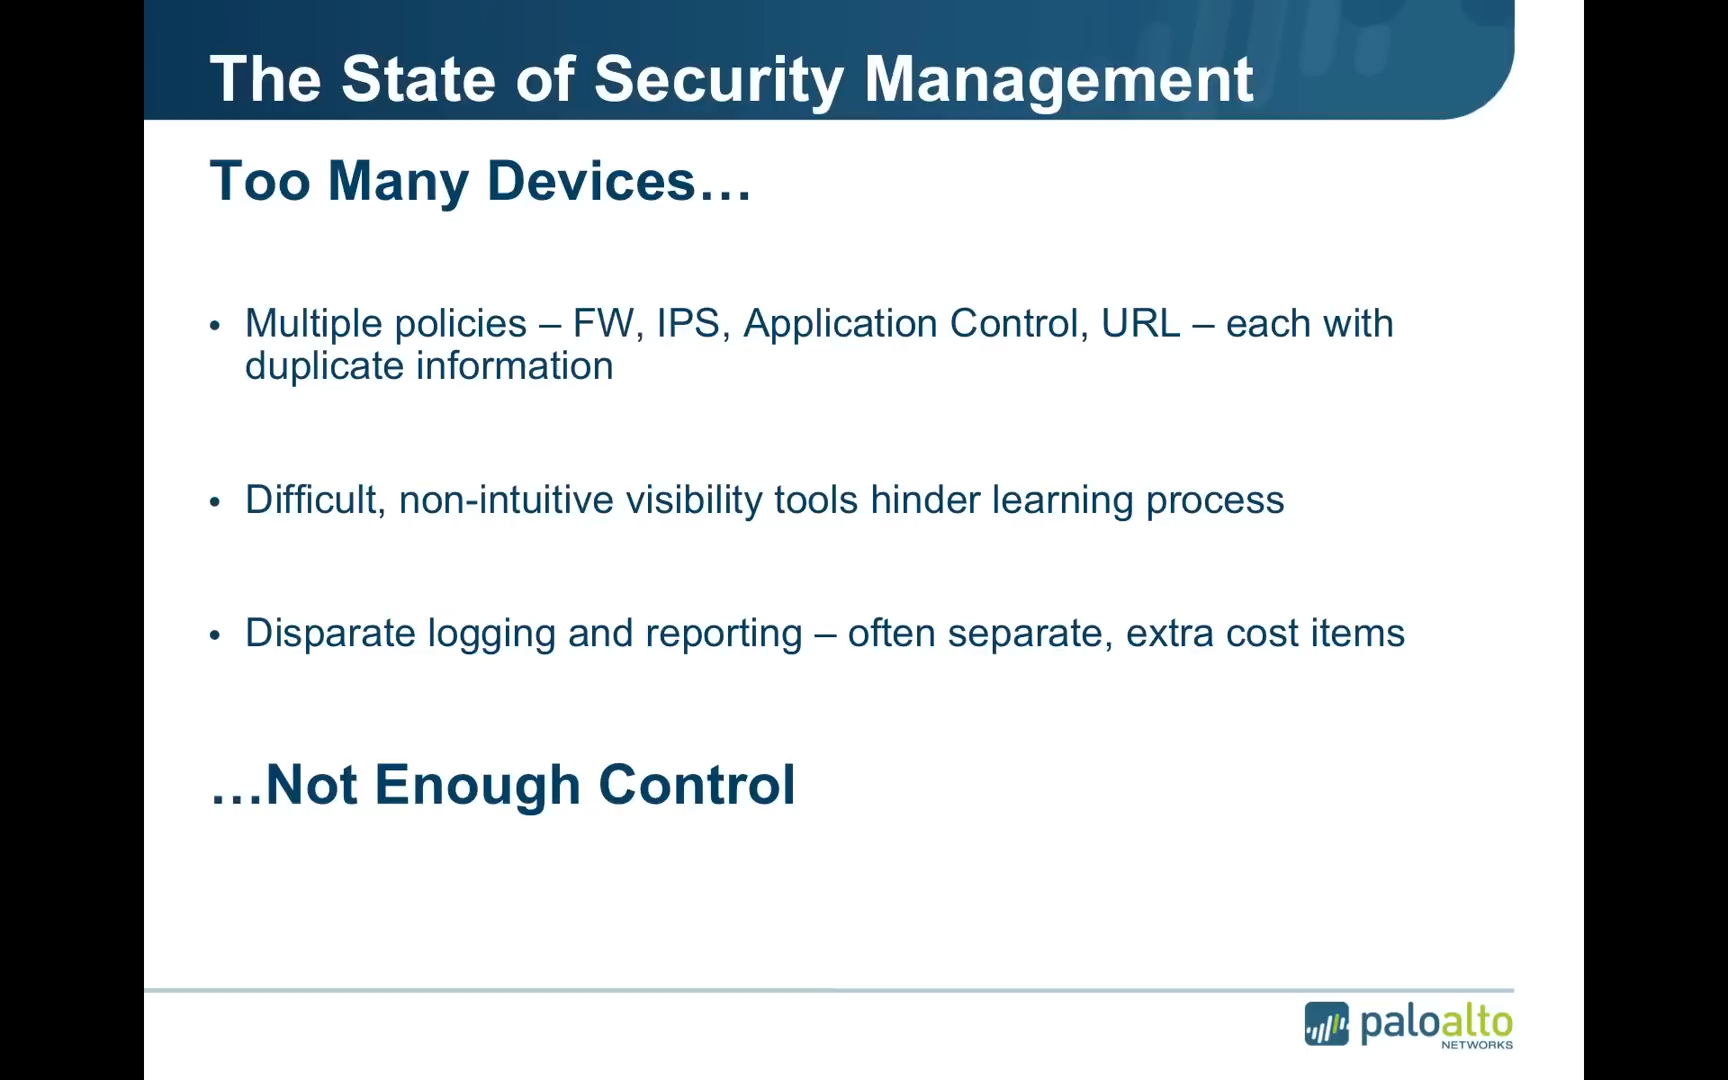 The State of Security Management
Too Many Devices…
• Multiple policies – FW, IPS, Application Control, URL – each with
duplicate information
• Difficult, non-intuitive visibility tools hinder learning process
• Disparate logging and reporting – often separate, extra cost items
…Not Enough Control
paloalto
NETWORKS